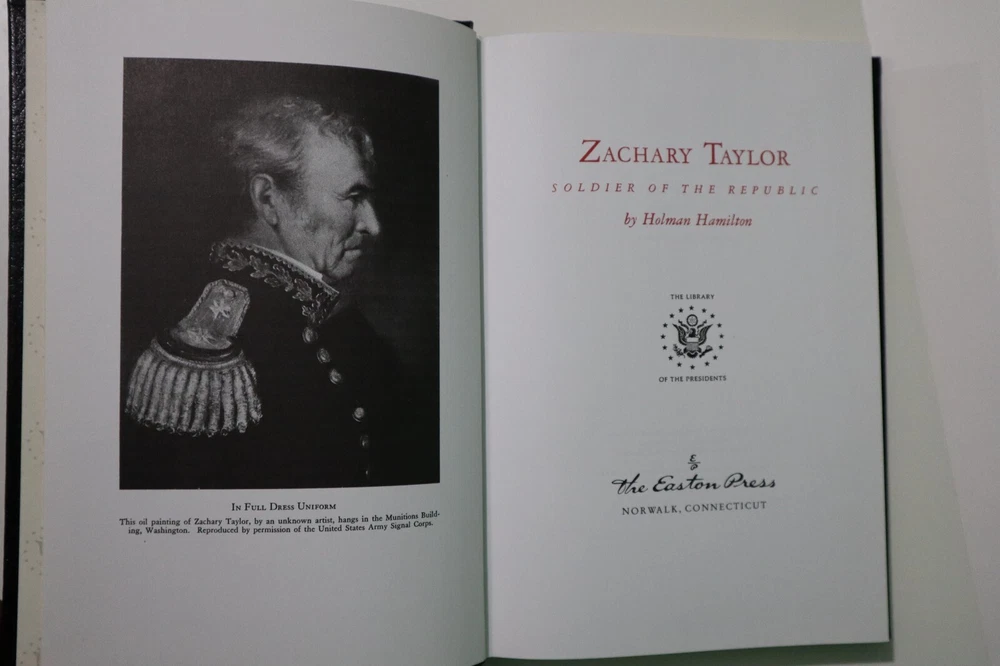 In Full Dress Uniform
This oil painting of Zachary Taylor, by an unknown artist, hangs in the Munitions Build-
ing, Washington. Reproduced by permission of the United States Army Signal Corps.
Zachary Taylor
SOLDIER OF THE REPUBLIC
by Holman Hamilton
THE LIBRARY
OF THE PRESIDENTS
The Easton Press
NORWALK, CONNECTICUT